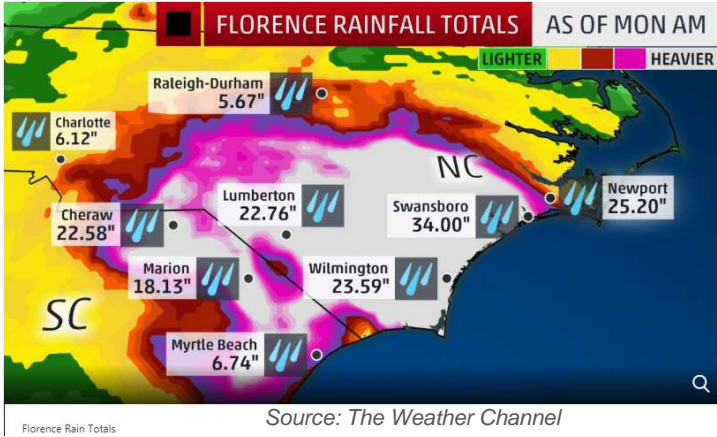 FLORENCE RAINFALL TOTALS AS OF MON AM
LIGHTER HEAVIER
Raleigh-Durham
5.67"
Charlotte
6.12"
NC
Lumberton
22.76"
Newport
25.20"
Swansboro
34.00"
Cheraw
22.58"
Marion
18.13"
Wilmington
23.59"
SC
Myrtle Beach
6.74"
Source: The Weather Channel
Florence Rain Totals